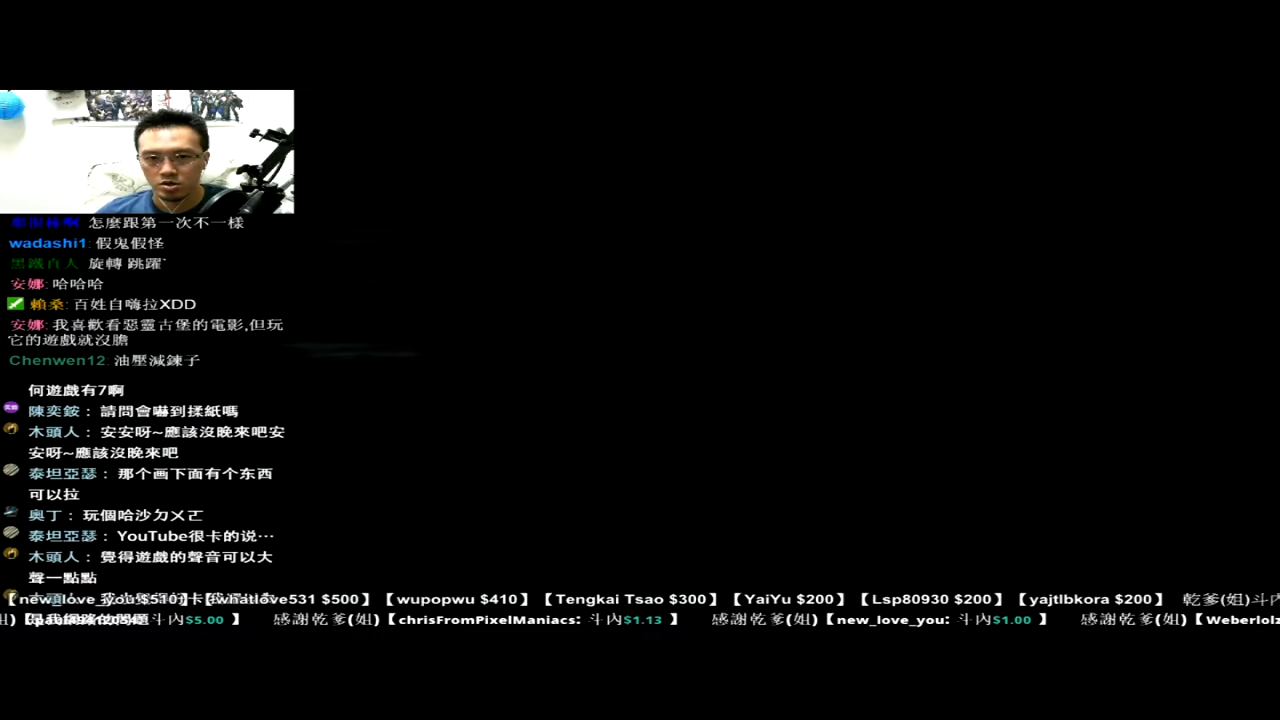 怎麼跟第一次不一樣
wadashi1: 假鬼假怪
黑鐵直人 旋轉 跳躍~
安娜: 哈哈哈
賴桑: 百姓自嗨拉XDD
安娜: 我喜歡看惡靈古堡的電影,但玩
它的遊戲就沒膽
Chenwen12: 油壓減鍊子
何遊戲有7啊
陳奕銨： 請問會嚇到揉紙嗎
木頭人： 安安呀~應該沒晚來吧安
安呀~應該沒晚來吧
泰坦亞瑟： 那个画下面有个东西
可以拉
奧丁： 玩個哈沙ㄉㄨㄛ
泰坦亞瑟： YouTube很卡的说…
木頭人： 覺得遊戲的聲音可以大
聲一點點
【new_love_you $510】 【whatlove531 $500】 【wupopwu $410】 【Tengkai Tsao $300】 【YaiYu $200】 【Lsp80930 $200】 【yajtlbkora $200】 乾爹(姐)斗內
斗內$5.00 】 感謝乾爹(姐)【chrisFromPixelManiacs: 斗內$1.13 】 感謝乾爹(姐)【new_love_you: 斗內$1.00 】 感謝乾爹(姐)【Weberlolz